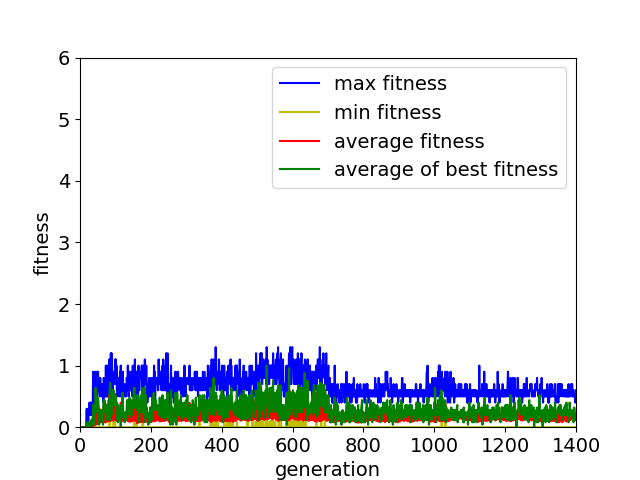 6
5
4
3
2
1
0
fitness
max fitness
min fitness
average fitness
average of best fitness
0 200 400 600 800 1000 1200 1400
generation